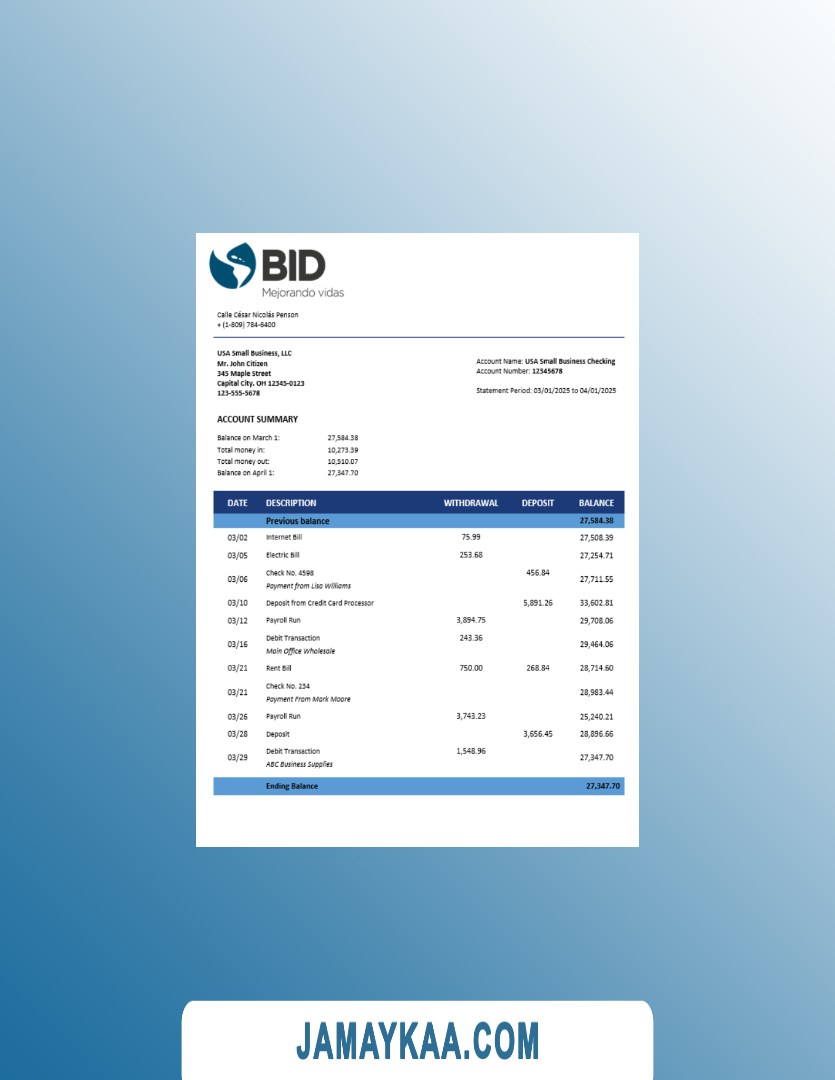 BID
Mejorando vidas
Calle César Nicolás Penson
+ (1-809) 784-6400
USA Small Business, LLC
Mr. John Citizen
345 Maple Street
Capital City. OH 12345-0123
123-555-5678
Account Name: USA Small Business Checking
Account Number: 12345678
Statement Period: 03/01/2025 to 04/01/2025
ACCOUNT SUMMARY
Balance on March 1: 27,584.38
Total money in: 10,273.39
Total money out: 10,510.07
Balance on April 1: 27,347.70
DATE DESCRIPTION WITHDRAWAL DEPOSIT BALANCE
Previous balance 27,584.38
03/02 Internet Bill 75.99 27,508.39
03/05 Electric Bill 253.68 27,254.71
03/06 Check No. 4598 456.84 27,711.55
Payment from Lisa Williams
03/10 Deposit from Credit Card Processor 5,891.26 33,602.81
03/12 Payroll Run 3,894.75 29,708.06
03/16 Debit Transaction 243.36 29,464.06
Main Office Wholesale
03/21 Rent Bill 750.00 268.84 28,714.60
03/21 Check No. 234 28,983.44
Payment From Mark Moore
03/26 Payroll Run 3,743.23 25,240.21
03/28 Deposit 3,656.45 28,896.66
03/29 Debit Transaction 1,548.96 27,347.70
ABC Business Supplies
Ending Balance 27,347.70
JAMAYKAA.COM